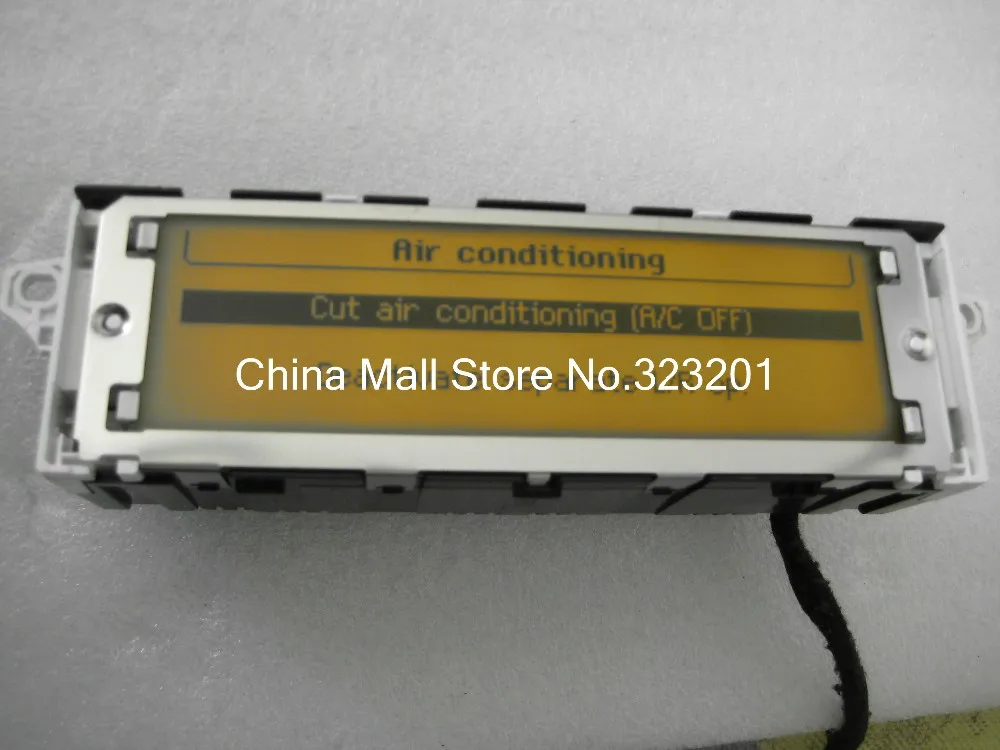 Air conditioning
Cut air conditioning (A/C OFF)
China Mall Store No.323201